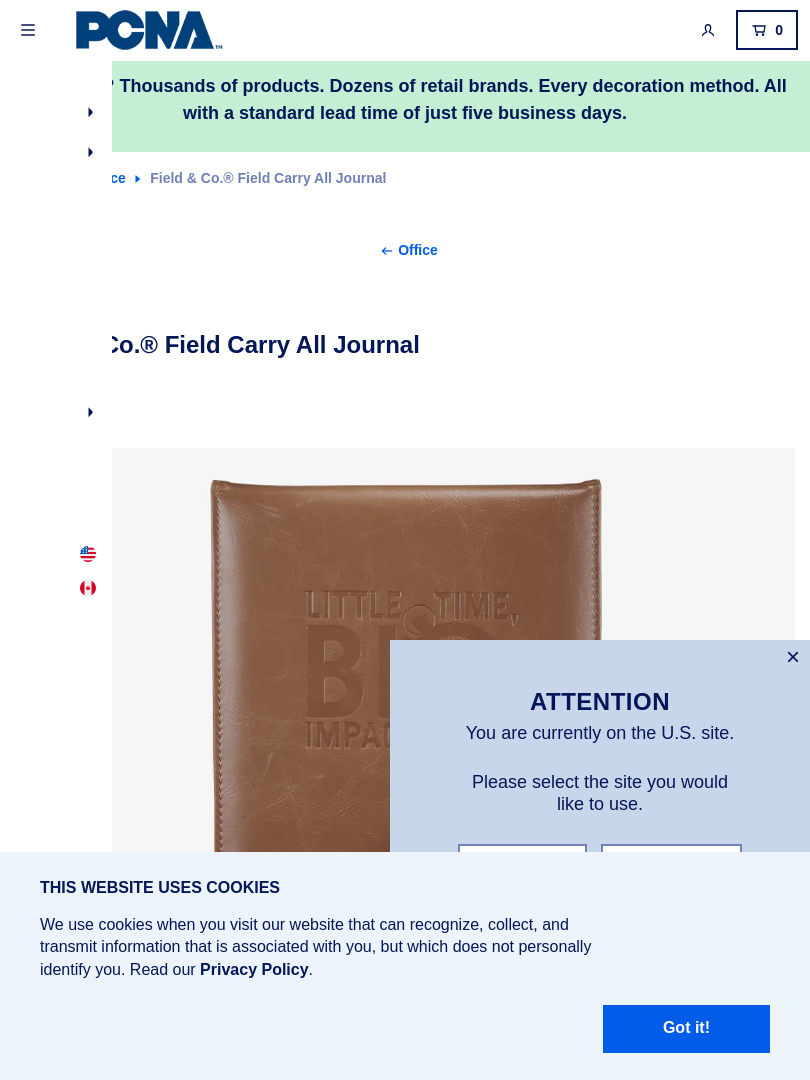 PCNA™
0
? Thousands of products. Dozens of retail brands. Every decoration method. All
with a standard lead time of just five business days.
ce Field & Co.® Field Carry All Journal
Office
Co.® Field Carry All Journal
LITTLE TIME,
ATTENTION
You are currently on the U.S. site.
Please select the site you would
like to use.
THIS WEBSITE USES COOKIES
We use cookies when you visit our website that can recognize, collect, and
transmit information that is associated with you, but which does not personally
identify you. Read our Privacy Policy.
Got it!